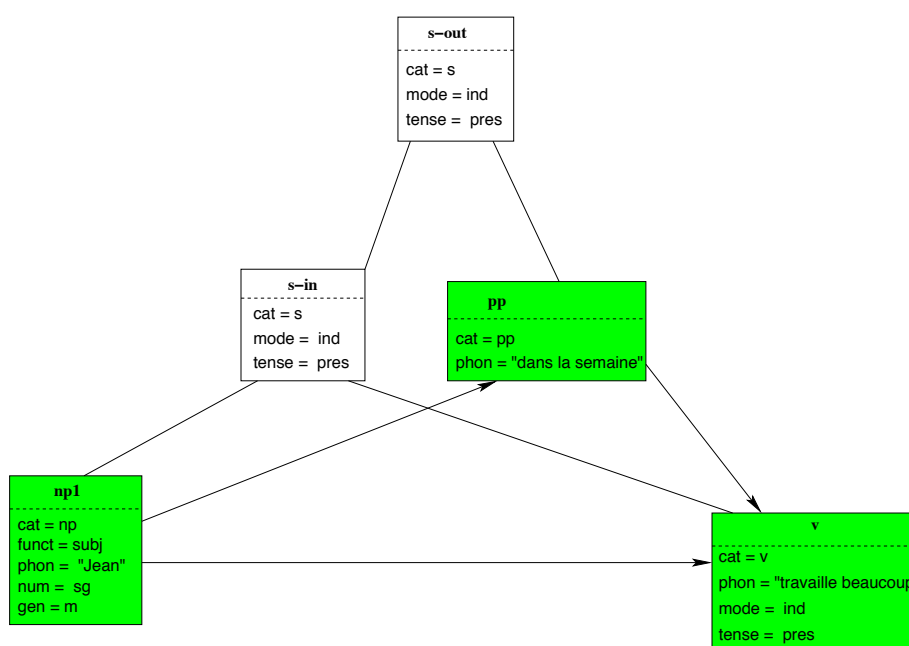 s–out
cat = s
mode = ind
tense = pres
s–in
cat = s
mode = ind
tense = pres
pp
cat = pp
phon = "dans la semaine"
np1
cat = np
funct = subj
phon = "Jean"
num = sg
gen = m
v
cat = v
phon = "travaille beaucoup
mode = ind
tense = pres